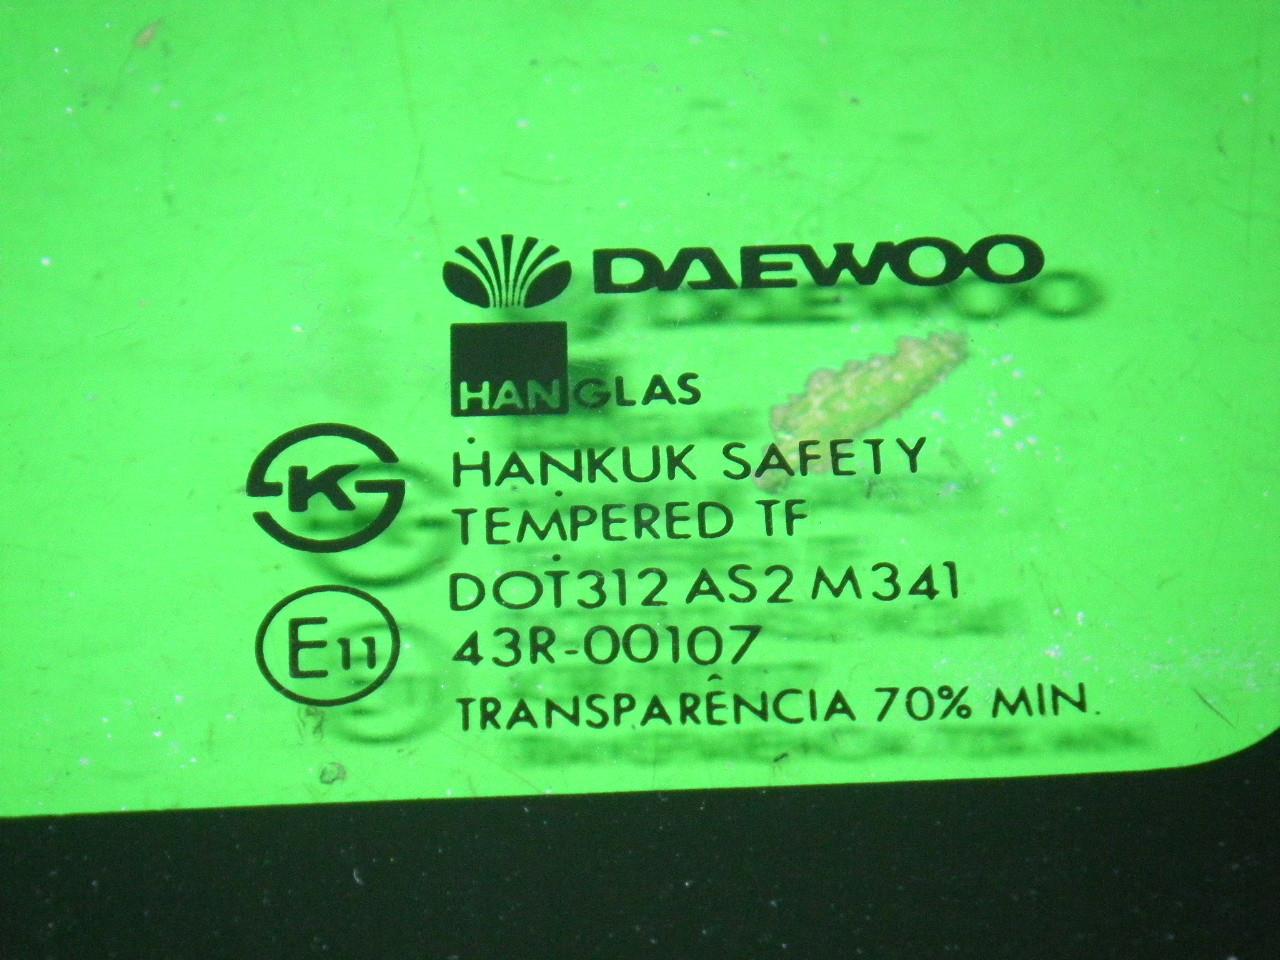 DAEWOO
HANGLAS
HANKUK SAFETY
K
TEMPERED TF
DOT312 AS2 M341
E11
43R-00107
TRANSPARÊNCIA 70% MIN.